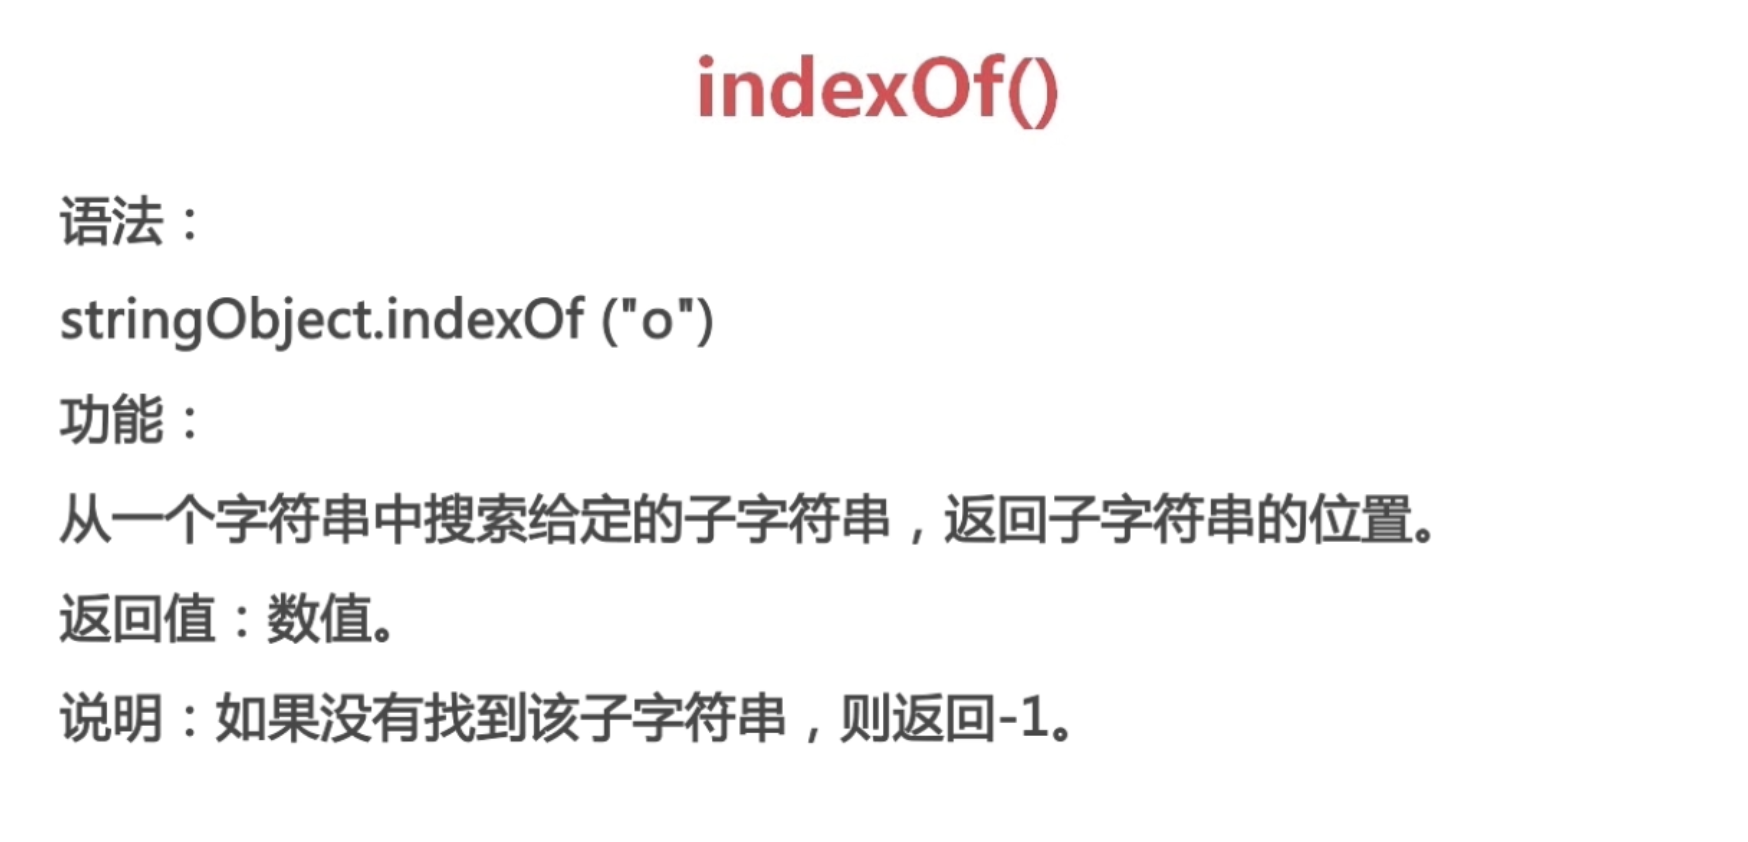 indexOf()
语法：
stringObject.indexOf ("o")
功能：
从一个字符串中搜索给定的子字符串，返回子字符串的位置。
返回值：数值。
说明：如果没有找到该子字符串，则返回-1。